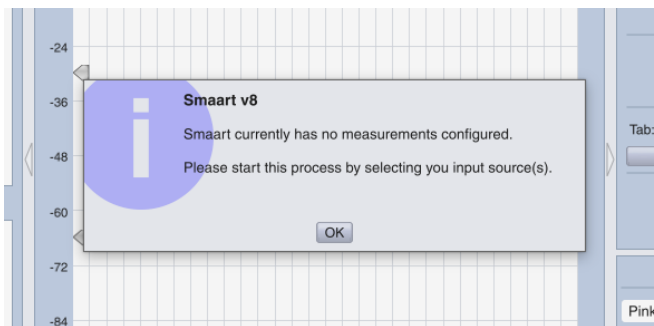 -24
-36
-48
-60
-72
-84
Smaart v8
Smaart currently has no measurements configured.
Please start this process by selecting you input source(s).
OK
Tab:
Pink